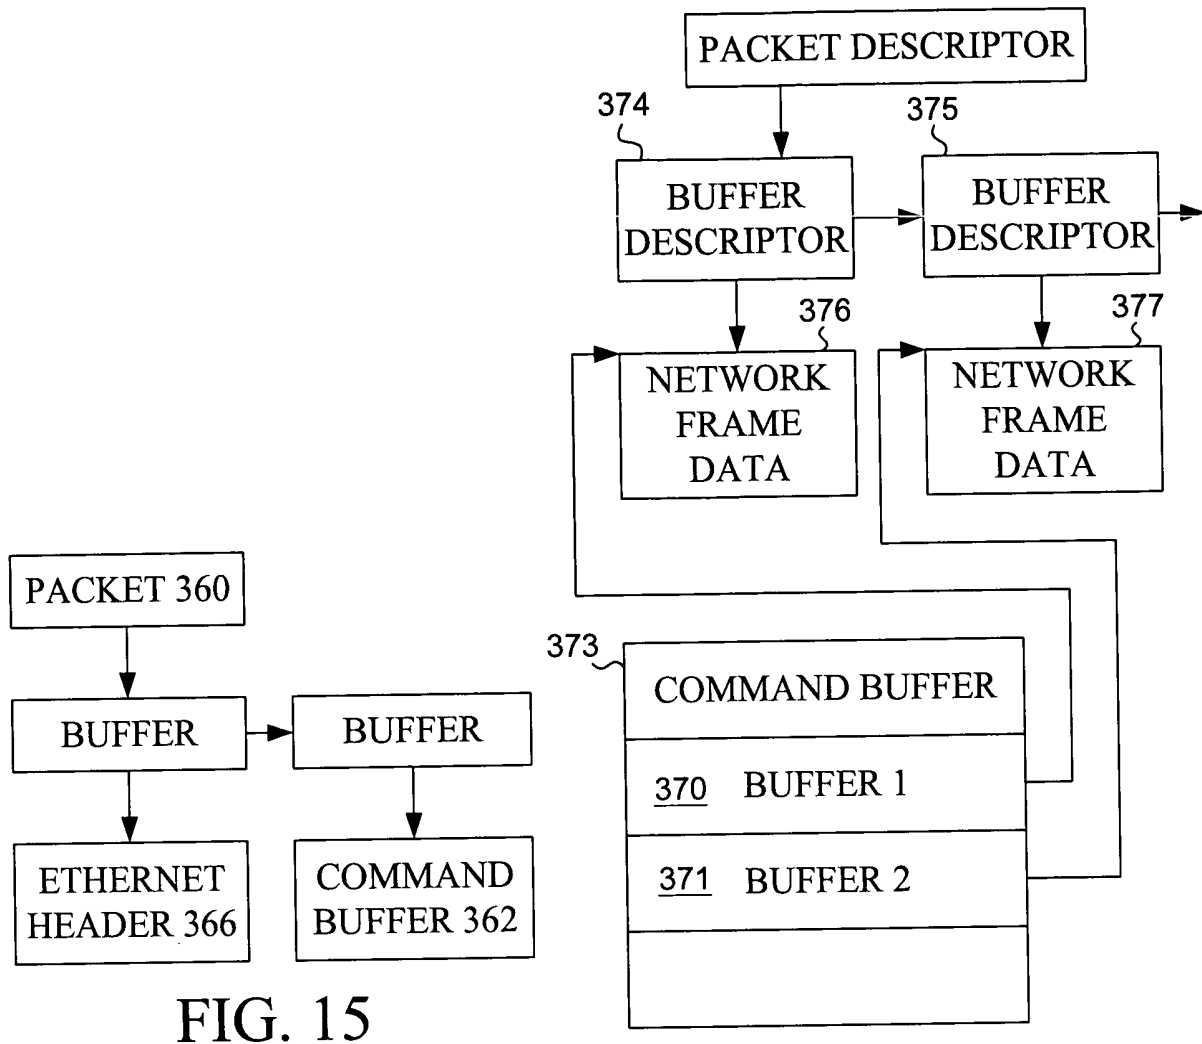 PACKET DESCRIPTOR
374
375
BUFFER
DESCRIPTOR
BUFFER
DESCRIPTOR
376
377
NETWORK
FRAME
DATA
NETWORK
FRAME
DATA
PACKET 360
BUFFER
BUFFER
ETHERNET
HEADER 366
COMMAND
BUFFER 362
373
COMMAND BUFFER
370 BUFFER 1
371 BUFFER 2
FIG. 15